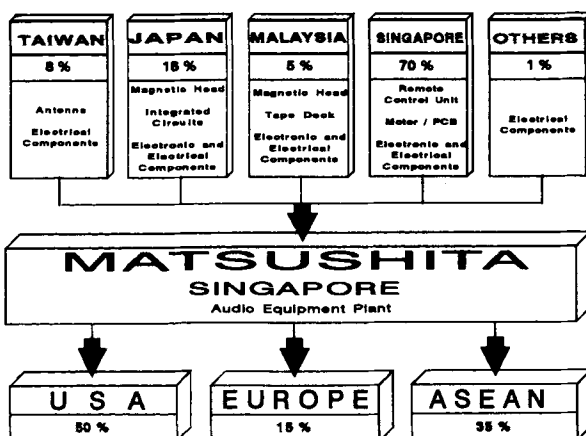 TAIWAN
8 %
Antenna
Electrical
Components
JAPAN
16 %
Magnetic Head
Integrated
Circuits
Electronic and
Electrical
Components
MALAYSIA
5 %
Magnetic Head
Tape Deck
Electronic and
Electrical
Components
SINGAPORE
70 %
Remote
Control Unit
Motor / PCB
Electronic and
Electrical
Components
OTHERS
1 %
Electrical
Components
MATSUSHITA
SINGAPORE
Audio Equipment Plant
USA
50 %
EUROPE
15 %
ASEAN
35 %